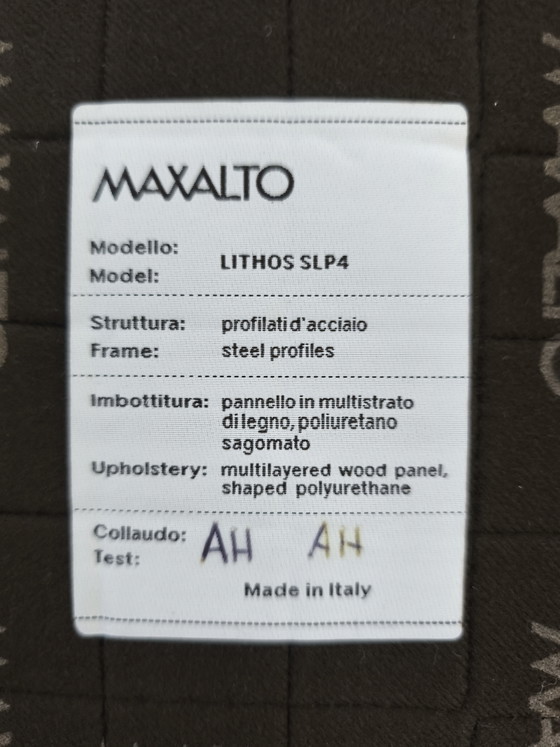 MAXALTO
Modello:
Model: LITHOS SLP4
Struttura: profilati d'acciaio
Frame: steel profiles
Imbottitura: pannello in multistrato
di legno, poliuretano
sagomato
Upholstery: multilayered wood panel,
shaped polyurethane
Collaudo: AH AH
Test:
Made in Italy